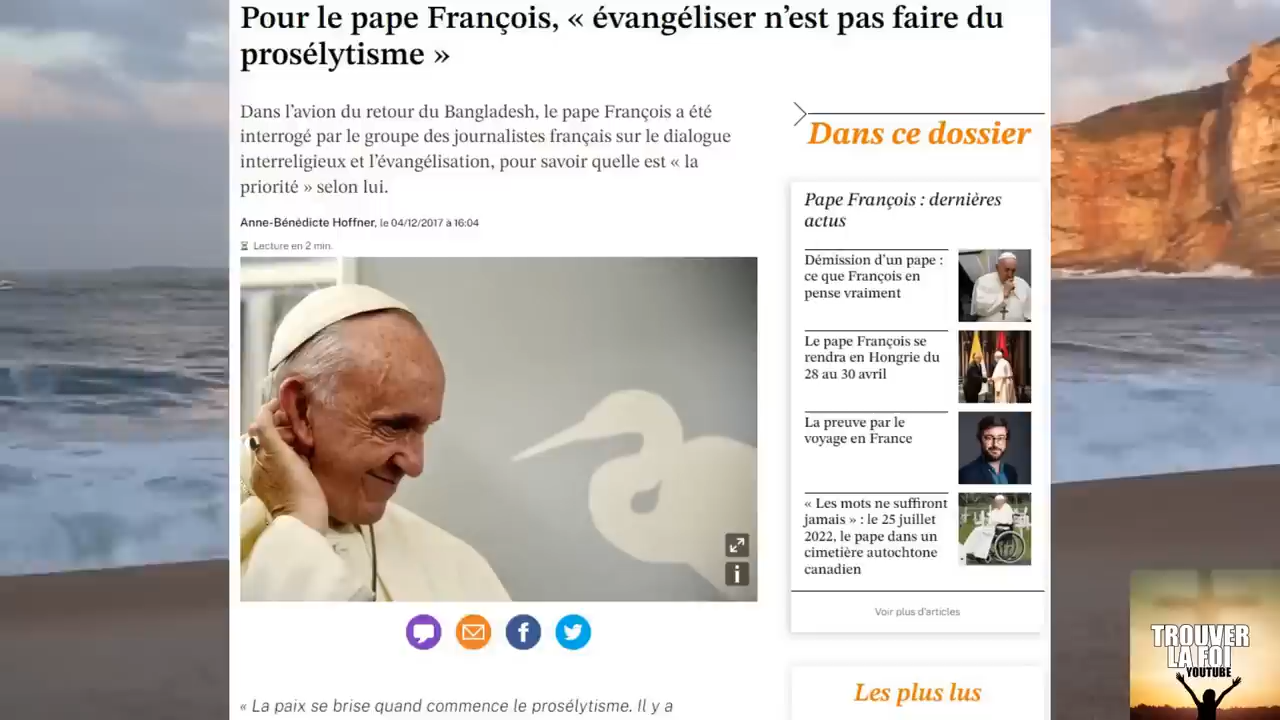 Pour le pape François, « évangéliser n’est pas faire du
prosélytisme »
Dans l’avion du retour du Bangladesh, le pape François a été
interrogé par le groupe des journalistes français sur le dialogue
interreligieux et l’évangélisation, pour savoir quelle est « la
priorité » selon lui.
Anne-Bénédicte Hoffner, le 04/12/2017 à 16:04
Lecture en 2 min.
« La paix se brise quand commence le prosélytisme. Il y a
Dans ce dossier
Pape François : dernières
actus
Démission d’un pape :
ce que François en
pense vraiment
Le pape François se
rendra en Hongrie du
28 au 30 avril
La preuve par le
voyage en France
« Les mots ne suffiront
jamais » : le 25 juillet
2022, le pape dans un
cimetière autochtone
canadien
Voir plus d’articles
Les plus lus
TROUVER
LA FOI
YOUTUBE